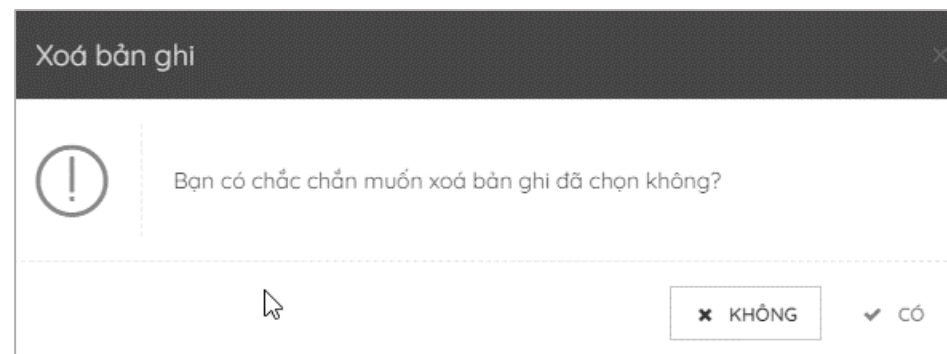 Xoá bản ghi
Bạn có chắc chắn muốn xoá bản ghi đã chọn không?
KHÔNG
CÓ